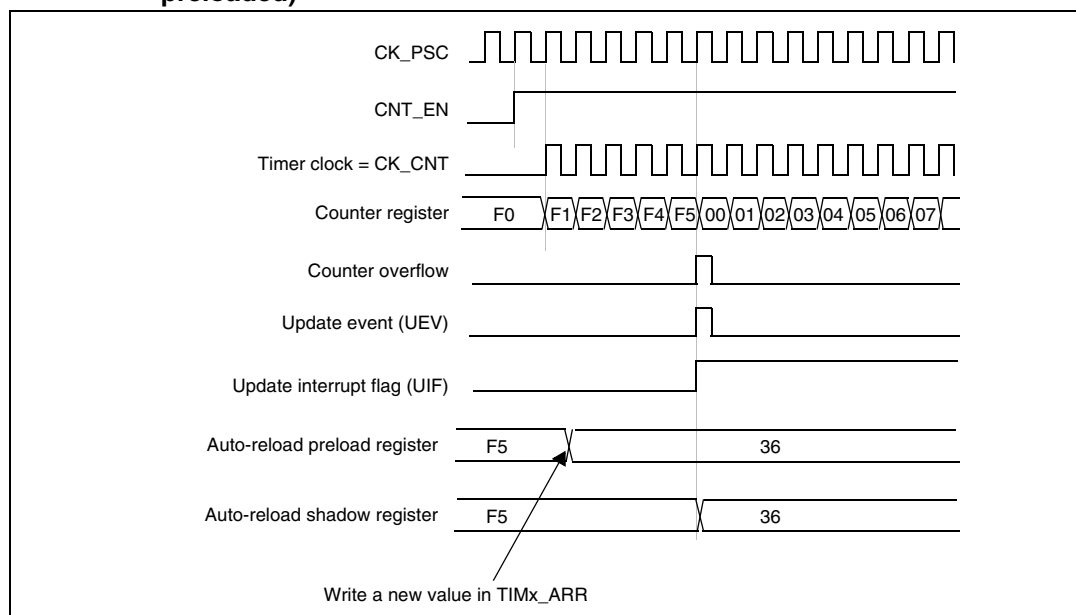 preloaded)
CK_PSC
CNT_EN
Timer clock = CK_CNT
Counter register F0 F1 F2 F3 F4 F5 00 01 02 03 04 05 06 07
Counter overflow
Update event (UEV)
Update interrupt flag (UIF)
Auto-reload preload register F5 36
Auto-reload shadow register F5 36
Write a new value in TIMx_ARR